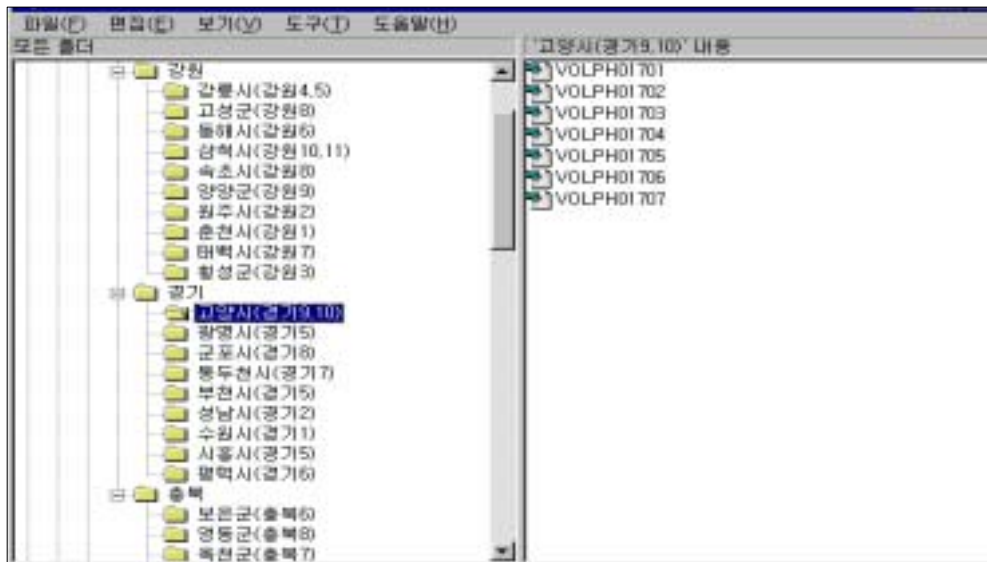 파일(F) 편집(E) 보기(V) 도구(T) 도움말(H)
모든 폴더
'고양시(경기9,10)' 내용
강원
강릉시(강원4,5)
고성군(강원8)
동해시(강원6)
삼척시(강원10,11)
속초시(강원8)
양양군(강원9)
원주시(강원2)
춘천시(강원1)
태백시(강원7)
횡성군(강원3)
경기
고양시(경기9,10)
광명시(경기5)
군포시(경기8)
동두천시(경기7)
부천시(경기5)
성남시(경기2)
수원시(경기1)
시흥시(경기5)
평택시(경기6)
충북
보은군(충북6)
영동군(충북8)
옥천군(충북7)
VOLPH01701
VOLPH01702
VOLPH01703
VOLPH01704
VOLPH01705
VOLPH01706
VOLPH01707